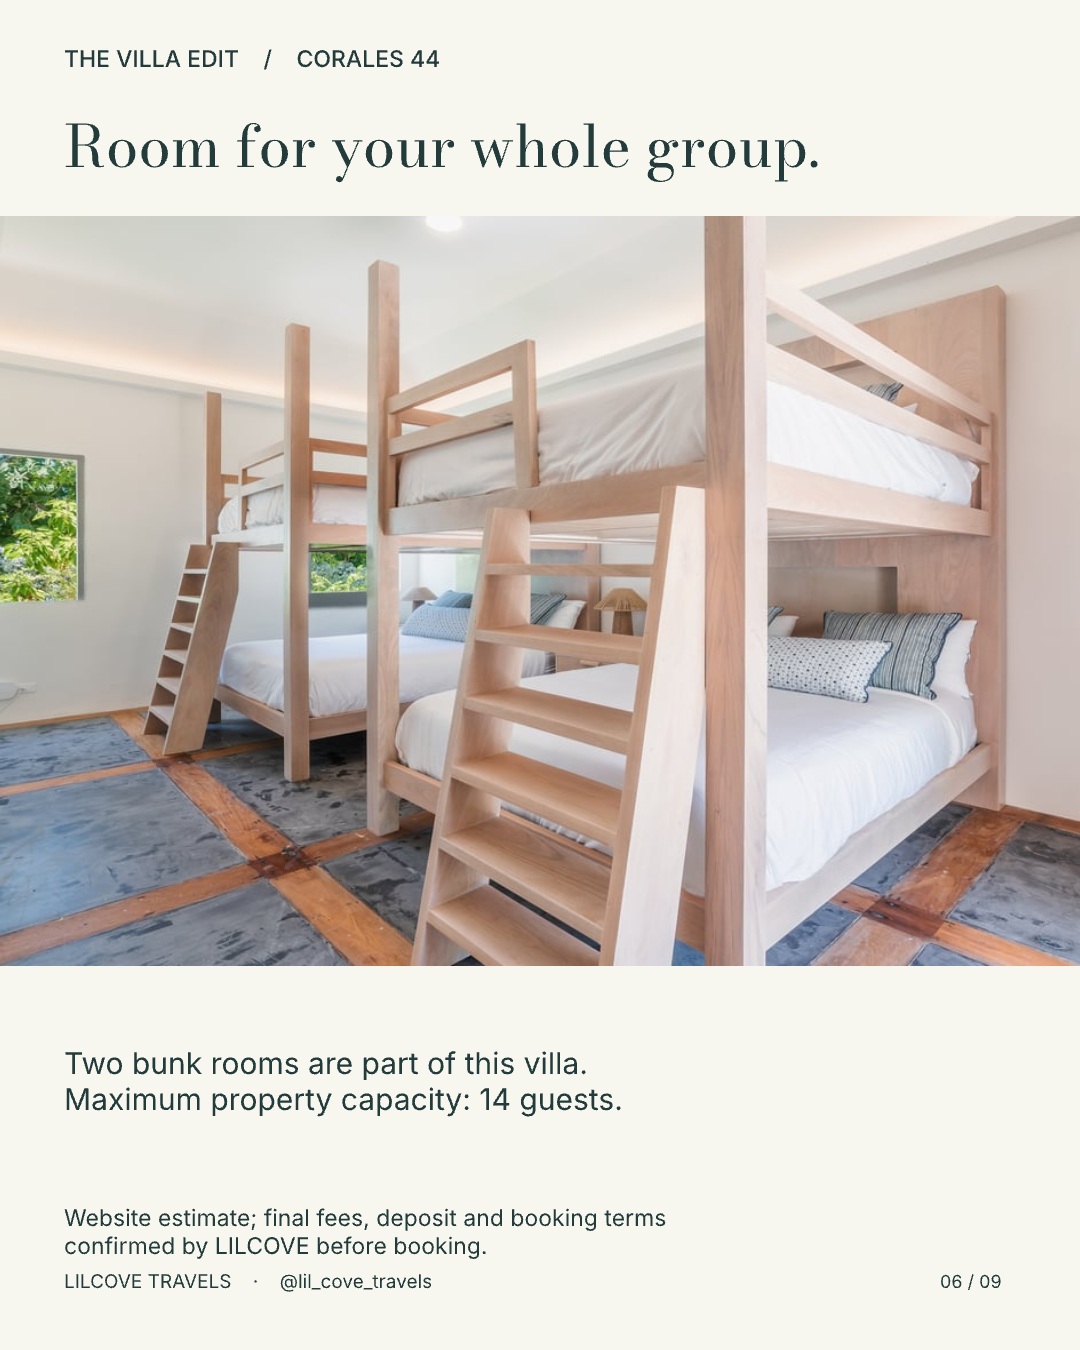 THE VILLA EDIT / CORALES 44
Room for your whole group.
Two bunk rooms are part of this villa.
Maximum property capacity: 14 guests.
Website estimate; final fees, deposit and booking terms
confirmed by LILCOVE before booking.
LILCOVE TRAVELS · @lil_cove_travels
06 / 09